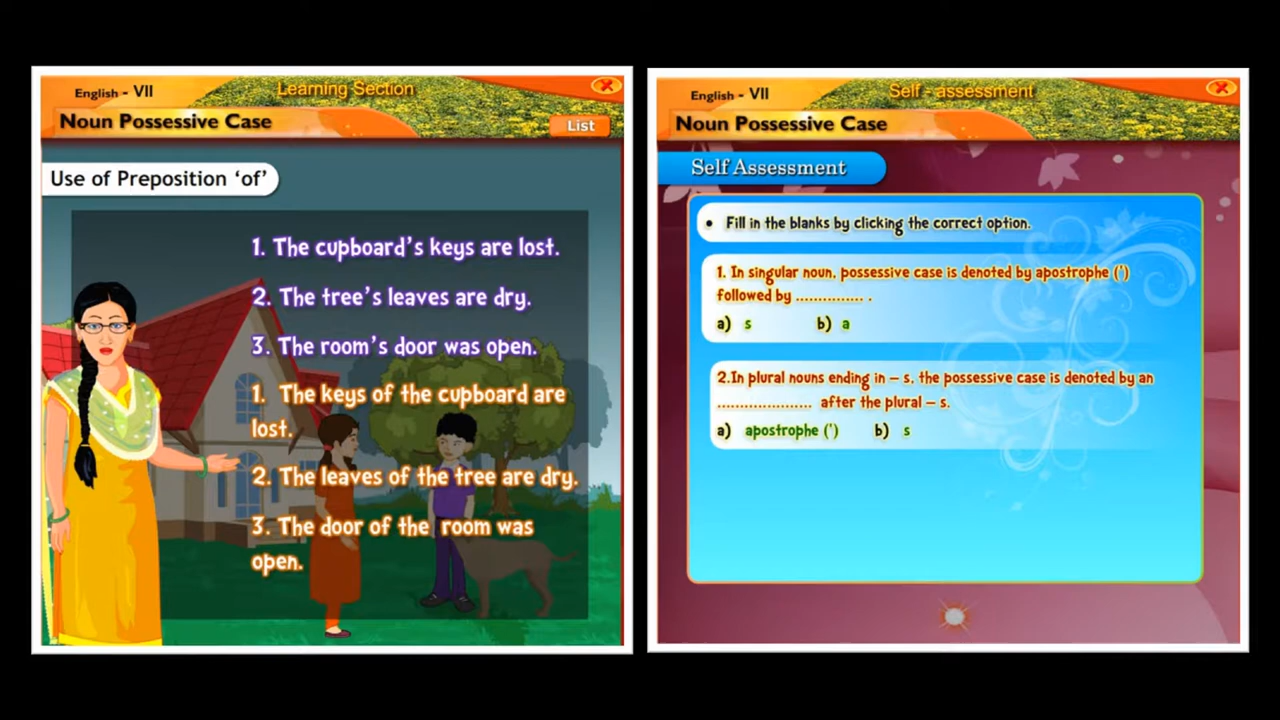 English - VII
Learning Section
Noun Possessive Case
List
Use of Preposition ‘of’
1. The cupboard’s keys are lost.
2. The tree’s leaves are dry.
3. The room’s door was open.
1. The keys of the cupboard are
lost.
2. The leaves of the tree are dry.
3. The door of the room was
open.
English - VII
Self - assessment
Noun Possessive Case
Self Assessment
• Fill in the blanks by clicking the correct option.
1. In singular noun, possessive case is denoted by apostrophe (’)
followed by ............... .
a) s b) a
2.In plural nouns ending in – s, the possessive case is denoted by an
...................... after the plural – s.
a) apostrophe (’) b) s